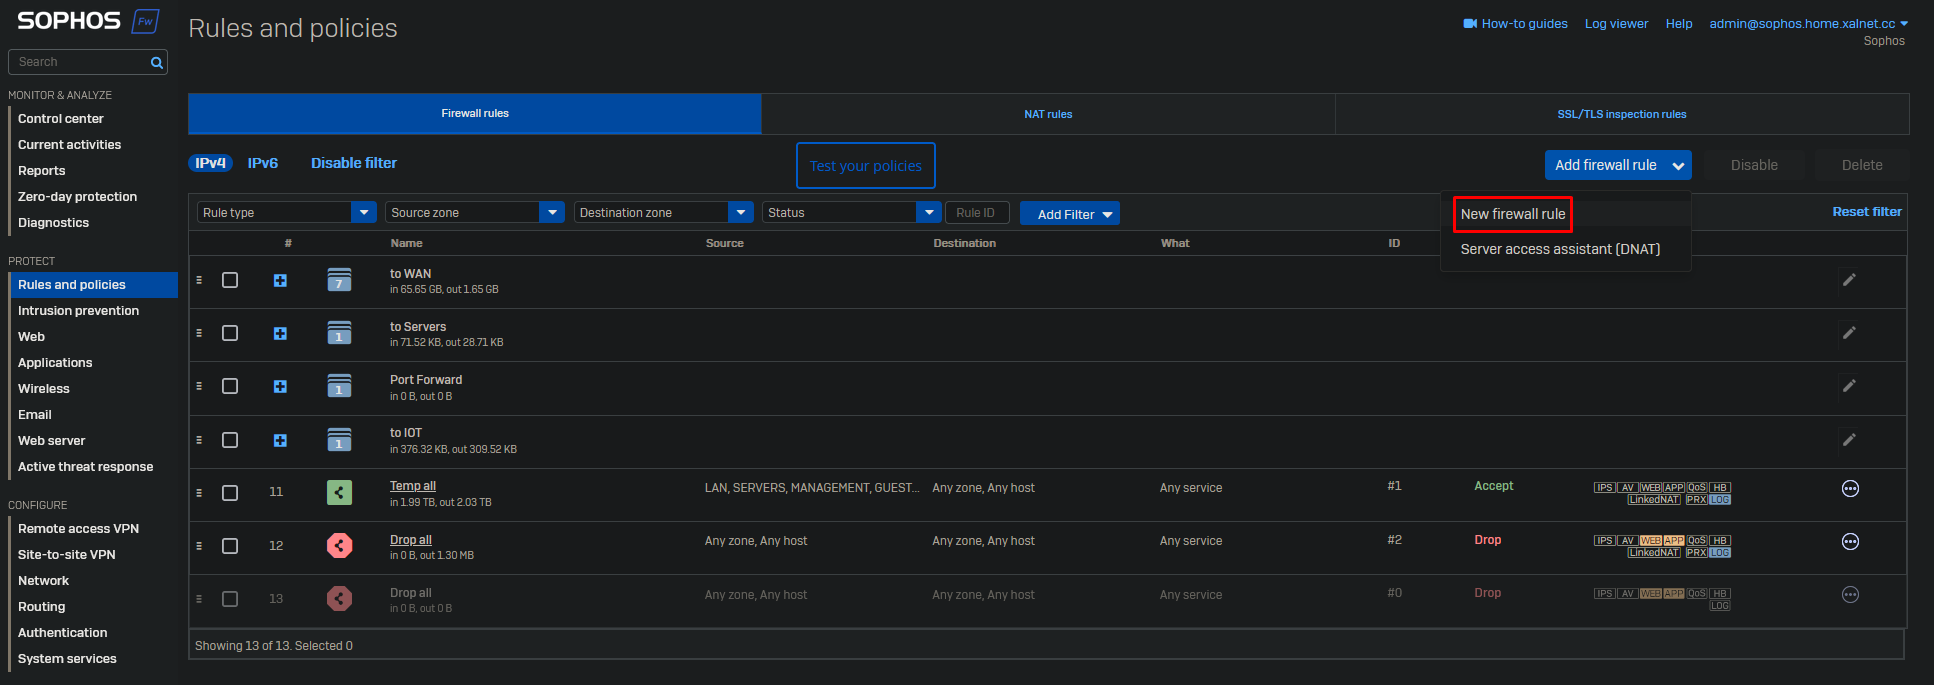 SOPHOS Fw
Rules and policies
How-to guides Log viewer Help admin@sophos.home.xalnet.cc
Sophos
Search
MONITOR & ANALYZE
Control center
Current activities
Reports
Zero-day protection
Diagnostics
PROTECT
Rules and policies
Intrusion prevention
Web
Applications
Wireless
Email
Web server
Active threat response
CONFIGURE
Remote access VPN
Site-to-site VPN
Network
Routing
Authentication
System services
Firewall rules NAT rules SSL/TLS inspection rules
IPv4 IPv6 Disable filter Test your policies Add firewall rule Disable Delete
New firewall rule
Server access assistant (DNAT)
Rule type Source zone Destination zone Status Rule ID Add Filter Reset filter
# Name Source Destination What ID
7 to WAN
in 65.65 GB, out 1.65 GB
1 to Servers
in 71.52 KB, out 28.71 KB
1 Port Forward
in 0 B, out 0 B
1 to IOT
in 376.32 KB, out 309.52 KB
11 Temp all LAN, SERVERS, MANAGEMENT, GUEST... Any zone, Any host Any service #1 Accept IPS AV WEB APP QoS HB
in 1.99 TB, out 2.03 TB LinkedNAT PRX LOG
12 Drop all Any zone, Any host Any zone, Any host Any service #2 Drop IPS AV WEB APP QoS HB
in 0 B, out 1.30 MB LinkedNAT PRX LOG
13 Drop all Any zone, Any host Any zone, Any host Any service #0 Drop IPS AV WEB APP QoS HB
in 0 B, out 0 B LOG
Showing 13 of 13. Selected 0